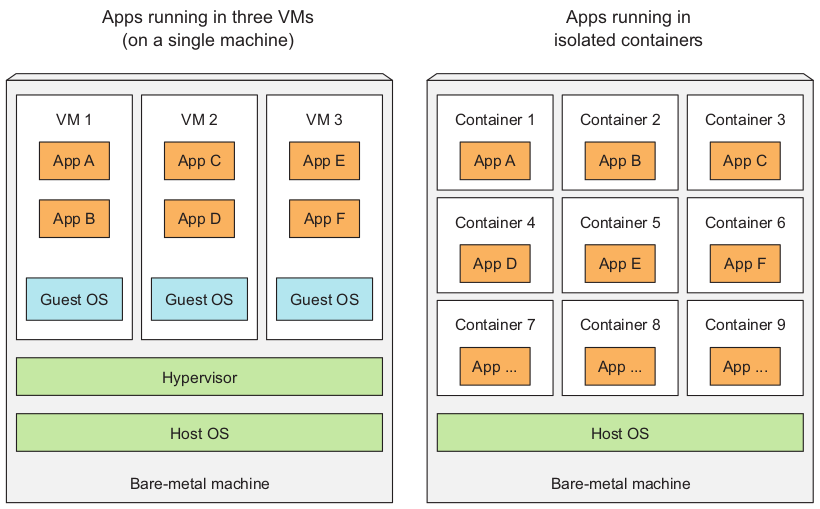 Apps running in three VMs
(on a single machine)
VM 1
VM 2
VM 3
App A
App C
App E
App B
App D
App F
Guest OS
Guest OS
Guest OS
Hypervisor
Host OS
Bare-metal machine
Apps running in
isolated containers
Container 1
Container 2
Container 3
App A
App B
App C
Container 4
Container 5
Container 6
App D
App E
App F
Container 7
Container 8
Container 9
App ...
App ...
App ...
Host OS
Bare-metal machine